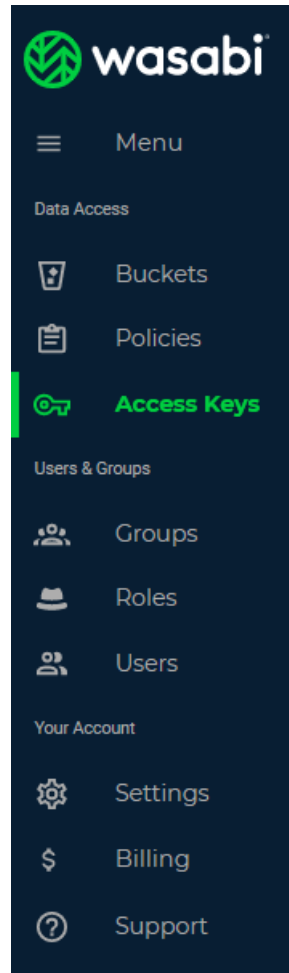 wasabi
Menu
Data Access
Buckets
Policies
Access Keys
Users & Groups
Groups
Roles
Users
Your Account
Settings
$ Billing
Support